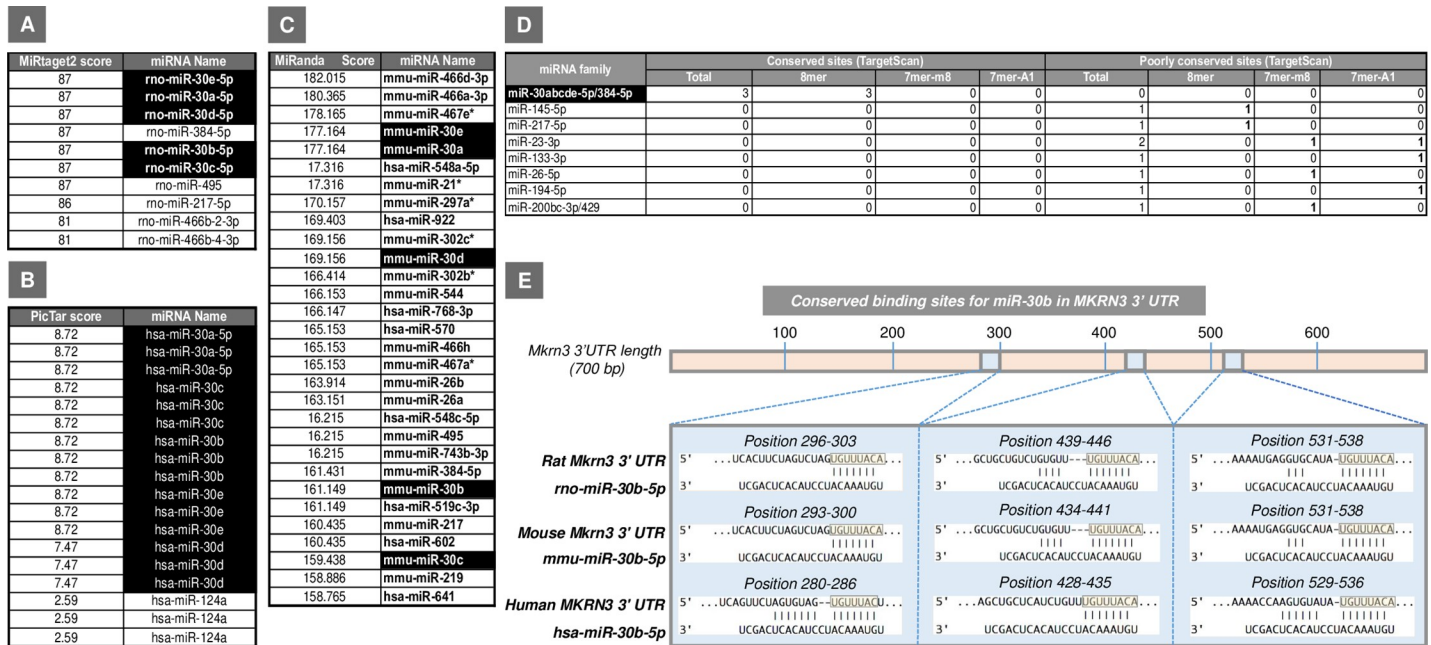 A
MiRtaget2 score miRNA Name
87 rno-miR-30e-5p
87 rno-miR-30a-5p
87 rno-miR-30d-5p
87 rno-miR-384-5p
87 rno-miR-30b-5p
87 rno-miR-30c-5p
87 rno-miR-495
86 rno-miR-217-5p
81 rno-miR-466b-2-3p
81 rno-miR-466b-4-3p
B
PicTar score miRNA Name
8.72 hsa-miR-30a-5p
8.72 hsa-miR-30a-5p
8.72 hsa-miR-30a-5p
8.72 hsa-miR-30c
8.72 hsa-miR-30c
8.72 hsa-miR-30c
8.72 hsa-miR-30b
8.72 hsa-miR-30b
8.72 hsa-miR-30b
8.72 hsa-miR-30e
8.72 hsa-miR-30e
8.72 hsa-miR-30e
7.47 hsa-miR-30d
7.47 hsa-miR-30d
7.47 hsa-miR-30d
2.59 hsa-miR-124a
2.59 hsa-miR-124a
2.59 hsa-miR-124a
C
MiRanda Score miRNA Name
182.015 mmu-miR-466d-3p
180.365 mmu-miR-466a-3p
178.165 mmu-miR-467e*
177.164 mmu-miR-30e
177.164 mmu-miR-30a
17.316 hsa-miR-548a-5p
17.316 mmu-miR-21*
170.157 mmu-miR-297a*
169.403 hsa-miR-922
169.156 mmu-miR-302c*
169.156 mmu-miR-30d
166.414 mmu-miR-302b*
166.153 mmu-miR-544
166.147 hsa-miR-768-3p
165.153 hsa-miR-570
165.153 mmu-miR-466h
165.153 mmu-miR-467a*
163.914 mmu-miR-26b
163.151 mmu-miR-26a
16.215 hsa-miR-548c-5p
16.215 mmu-miR-495
16.215 mmu-miR-743b-3p
161.431 mmu-miR-384-5p
161.149 mmu-miR-30b
161.149 hsa-miR-519c-3p
160.435 mmu-miR-217
160.435 hsa-miR-602
159.438 mmu-miR-30c
158.886 mmu-miR-219
158.765 hsa-miR-641
D
miRNA family Conserved sites (TargetScan) Poorly conserved sites (TargetScan)
Total 8mer 7mer-m8 7mer-A1 Total 8mer 7mer-m8 7mer-A1
miR-30abcde-5p/384-5p 3 3 0 0 0 0 0 0
miR-145-5p 0 0 0 0 1 1 0 0
miR-217-5p 0 0 0 0 1 1 0 0
miR-23-3p 0 0 0 0 2 0 1 1
miR-133-3p 0 0 0 0 1 0 0 1
miR-26-5p 0 0 0 0 1 0 1 0
miR-194-5p 0 0 0 0 1 0 0 1
miR-200bc-3p/429 0 0 0 0 1 0 1 0
E
Conserved binding sites for miR-30b in MKRN3 3' UTR
100 200 300 400 500 600
Mkrn3 3'UTR length
(700 bp)
Position 296-303 Position 439-446 Position 531-538
Rat Mkrn3 3' UTR 5' ...UCACUUCUAGUCUAGUGUUUACA... 5' ...GCUGUGUCUGUGUU---UGUUUACA... 5' ...AAAAUGAGGUGCAUA-UGUUUACA...
rno-miR-30b-5p 3' UCGACUCACAUCCUACAAAUGU 3' UCGACUCACAUCCUACAAAUGU 3' UCGACUCACAUCCUACAAAUGU
Position 293-300 Position 434-441 Position 531-538
Mouse Mkrn3 3' UTR 5' ...UCACUUCUAGUCUAGUGUUUACA... 5' ...GCUGUGUCUGUGUU---UGUUUACA... 5' ...AAAAUGAGGUGCAUA-UGUUUACA...
mmu-miR-30b-5p 3' UCGACUCACAUCCUACAAAUGU 3' UCGACUCACAUCCUACAAAUGU 3' UCGACUCACAUCCUACAAAUGU
Position 280-286 Position 428-435 Position 529-536
Human MKRN3 3' UTR 5' ...UCAGUUCUAGUGUAG--UGUUUACU... 5' ...AGCUGCUCAUCUGUUUGUUUACA... 5' ...AAAACCAAGUGUAUA-UGUUUACA...
hsa-miR-30b-5p 3' UCGACUCACAUCCUACAAAUGU 3' UCGACUCACAUCCUACAAAUGU 3' UCGACUCACAUCCUACAAAUGU